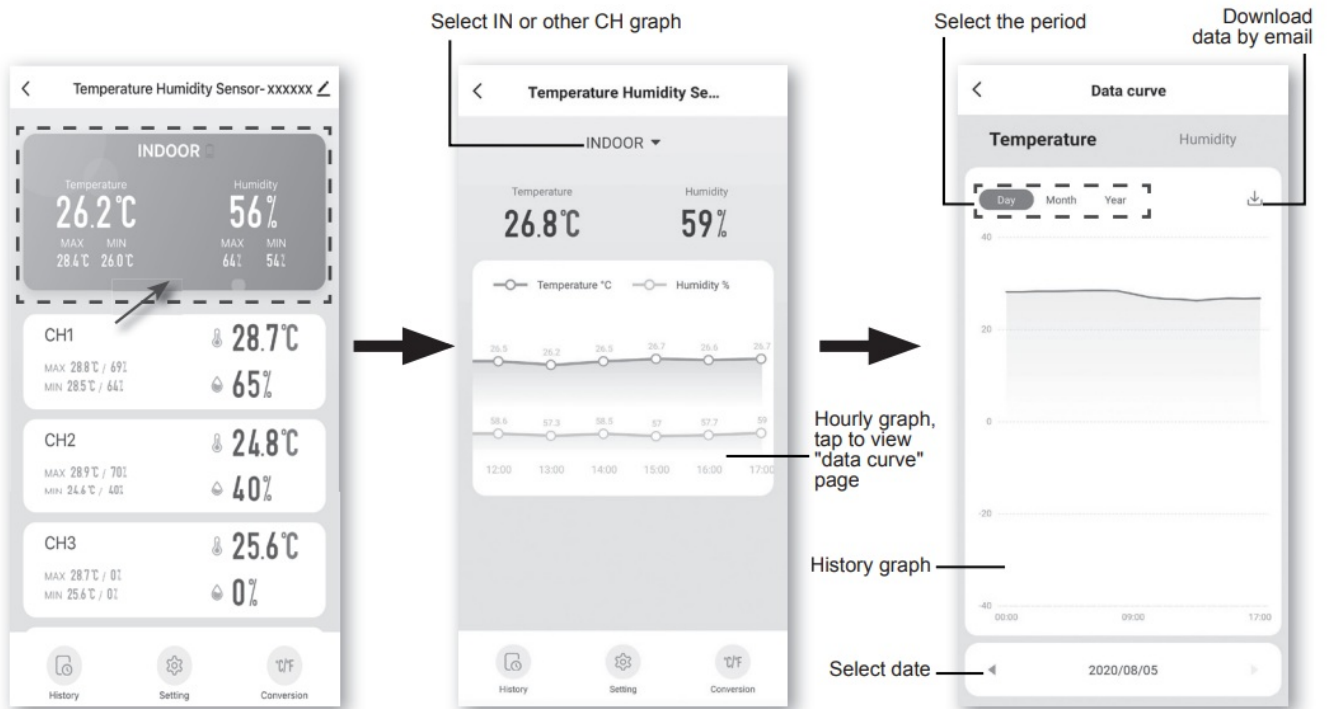 Select IN or other CH graph
Select the period
Download
data by email
Temperature Humidity Sensor- xxxxxx
INDOOR
Temperature Humidity
26.2°C 56%
MAX MIN MAX MIN
28.4°C 26.0°C 64% 54%
CH1
28.7°C
MAX 28.8°C / 69%
MIN 28.5°C / 64%
65%
CH2
24.8°C
MAX 28.9°C / 70%
MIN 24.6°C / 40%
40%
CH3
25.6°C
MAX 28.7°C / 0%
MIN 25.6°C / 0%
0%
°C/°F
History Setting Conversion
Temperature Humidity Se...
INDOOR
Temperature Humidity
26.8°C 59%
Temperature °C Humidity %
26.5 26.2 26.5 26.7 26.6 26.7
58.6 57.3 58.5 57 57.7 59
12:00 13:00 14:00 15:00 16:00 17:00
°C/°F
History Setting Conversion
Hourly graph,
tap to view
"data curve"
page
History graph
Select date
Data curve
Temperature Humidity
Day Month Year
40
20
0
-20
-40
00:00 09:00 17:00
2020/08/05